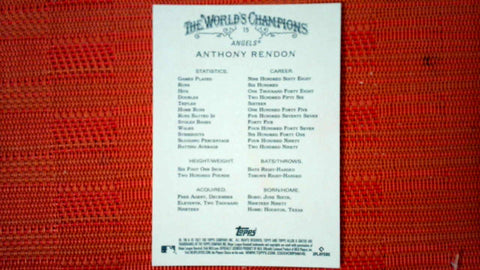 The World's Champions
15
ANGELS®
ANTHONY RENDON
STATISTICS: CAREER:
Games Played Nine Hundred Sixty Eight
Runs Six Hundred
Hits One Thousand Forty Eight
Doubles Two Hundred Fifty Six
Triples Sixteen
Home Runs One Hundred Forty Five
Runs Batted In Five Hundred Seventy Seven
Stolen Bases Forty Five
Walks Four Hundred Forty Seven
Strikeouts Six Hundred Forty One
Slugging Percentage Four Hundred Ninety
Batting Average Two Hundred Ninety
HEIGHT/WEIGHT: BATS/THROWS:
Six Foot One Inch Bats Right-Handed
Two Hundred Pounds Throws Right-Handed
ACQUIRED: BORN/HOME:
Free Agent, December Born: June Sixth,
Eleventh, Two Thousand Nineteen Ninety
Nineteen Home: Houston, Texas
Topps